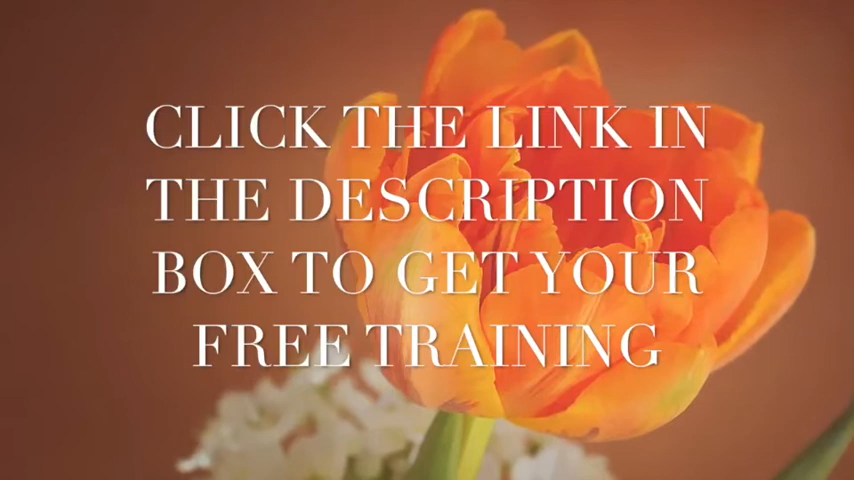 CLICK THE LINK IN
THE DESCRIPTION
BOX TO GET YOUR
FREE TRAINING